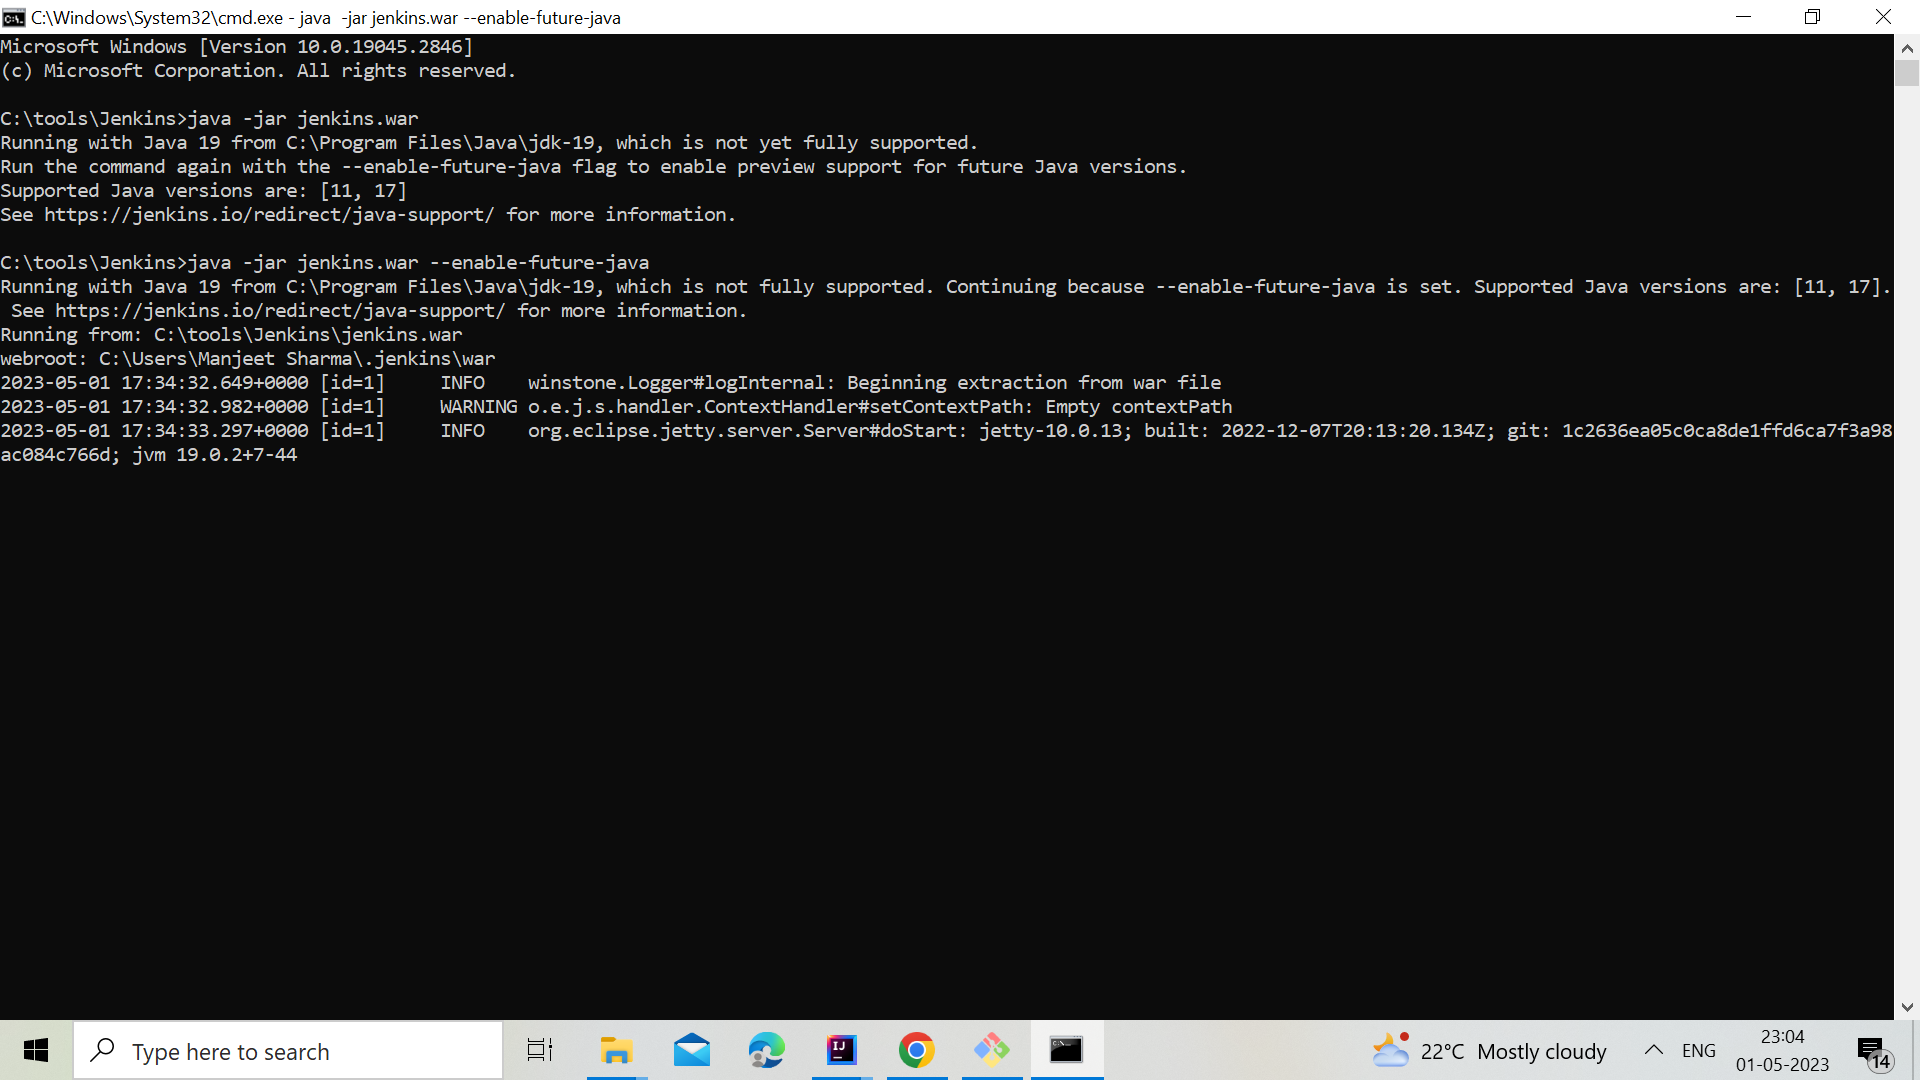 C:\Windows\System32\cmd.exe - java  -jar jenkins.war --enable-future-java
Microsoft Windows [Version 10.0.19045.2846]
(c) Microsoft Corporation. All rights reserved.
C:\tools\Jenkins>java -jar jenkins.war
Running with Java 19 from C:\Program Files\Java\jdk-19, which is not yet fully supported.
Run the command again with the --enable-future-java flag to enable preview support for future Java versions.
Supported Java versions are: [11, 17]
See https://jenkins.io/redirect/java-support/ for more information.
C:\tools\Jenkins>java -jar jenkins.war --enable-future-java
Running with Java 19 from C:\Program Files\Java\jdk-19, which is not fully supported. Continuing because --enable-future-java is set. Supported Java versions are: [11, 17].
 See https://jenkins.io/redirect/java-support/ for more information.
Running from: C:\tools\Jenkins\jenkins.war
webroot: C:\Users\Manjeet Sharma\.jenkins\war
2023-05-01 17:34:32.649+0000 [id=1]     INFO    winstone.Logger#logInternal: Beginning extraction from war file
2023-05-01 17:34:32.982+0000 [id=1]     WARNING o.e.j.s.handler.ContextHandler#setContextPath: Empty contextPath
2023-05-01 17:34:33.297+0000 [id=1]     INFO    org.eclipse.jetty.server.Server#doStart: jetty-10.0.13; built: 2022-12-07T20:13:20.134Z; git: 1c2636ea05c0ca8de1ffd6ca7f3a98
ac084c766d; jvm 19.0.2+7-44
Type here to search
IJ
22°C Mostly cloudy
ENG
23:04
01-05-2023
14